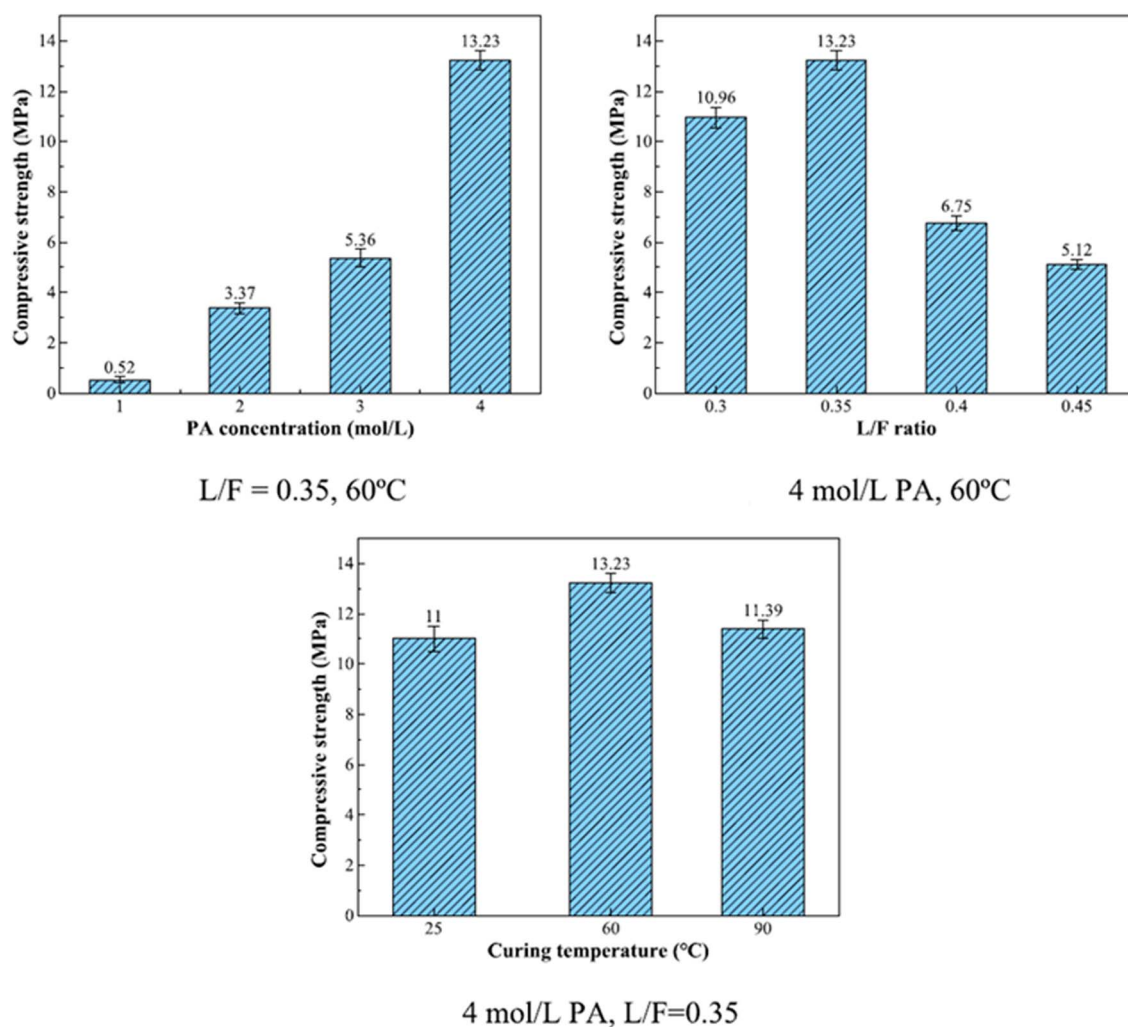 14
12
10
8
6
4
2
0
Compressive strength (MPa)
0.52
3.37
5.36
13.23
1 2 3 4
PA concentration (mol/L)
L/F = 0.35, 60ºC
14
12
10
8
6
4
2
0
Compressive strength (MPa)
10.96
13.23
6.75
5.12
0.3 0.35 0.4 0.45
L/F ratio
4 mol/L PA, 60ºC
14
12
10
8
6
4
2
0
Compressive strength (MPa)
11
13.23
11.39
25 60 90
Curing temperature (°C)
4 mol/L PA, L/F=0.35